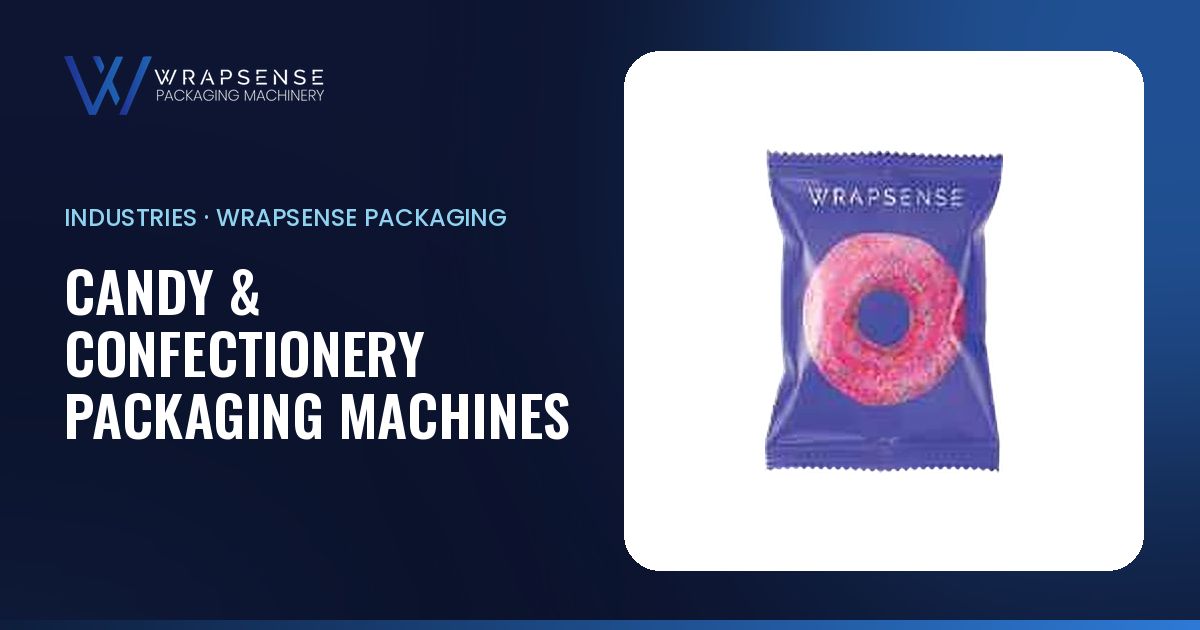 WRAPSENSE
PACKAGING MACHINERY
INDUSTRIES · WRAPSENSE PACKAGING
CANDY &
CONFECTIONERY
PACKAGING MACHINES
WRAPSENSE